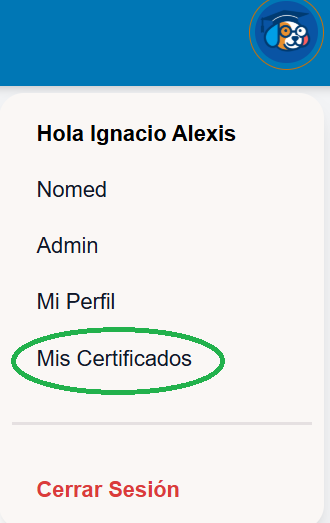 Hola Ignacio Alexis
Nomed
Admin
Mi Perfil
Mis Certificados
Cerrar Sesión